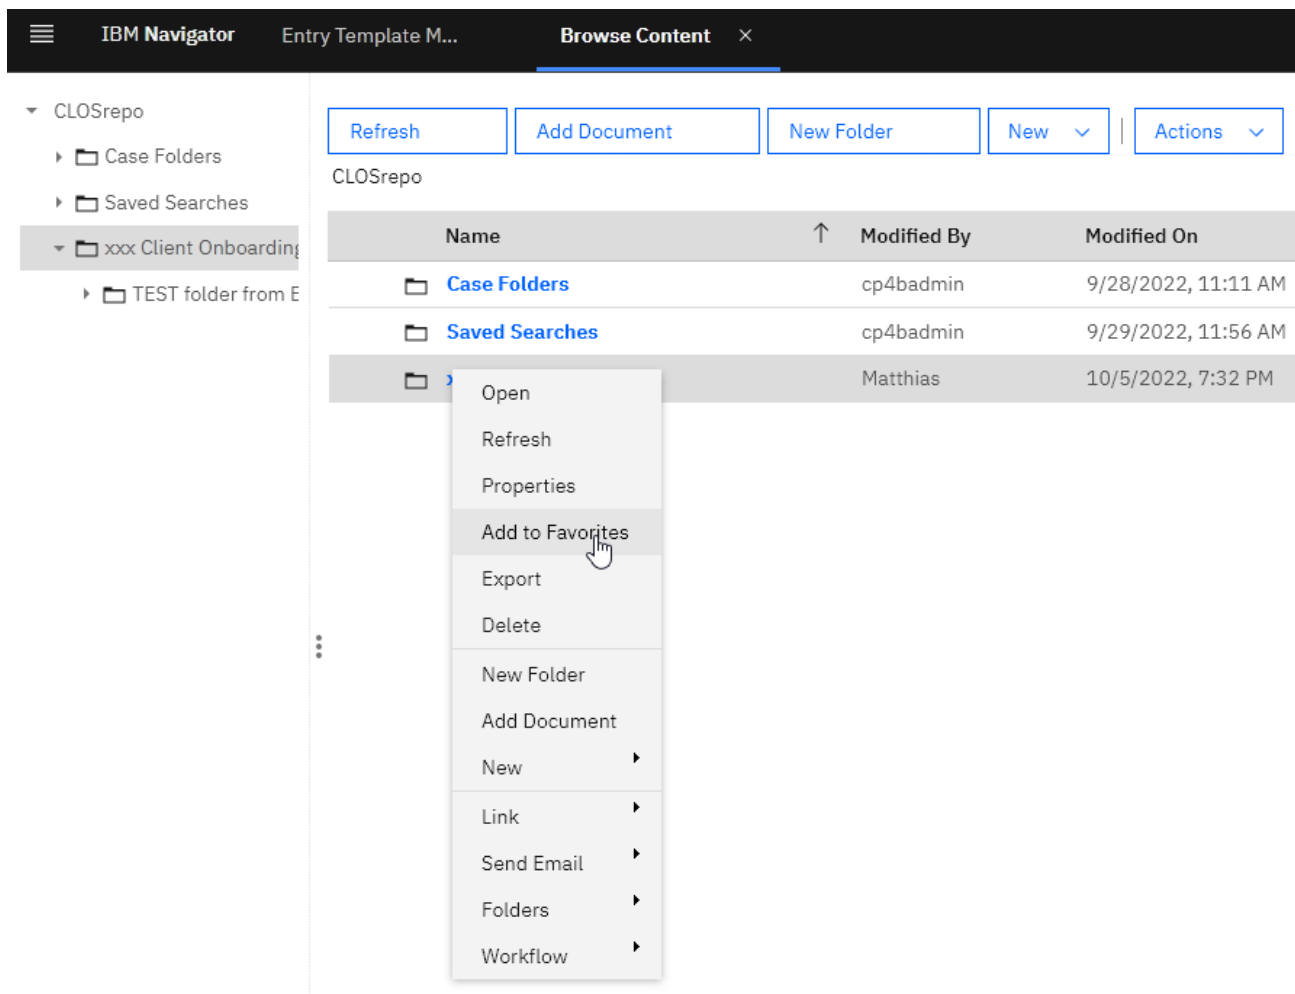 IBM Navigator Entry Template M... Browse Content
CLOSrepo
Case Folders
Saved Searches
xxx Client Onboarding
TEST folder from E
Refresh Add Document New Folder New Actions
CLOSrepo
Name Modified By Modified On
Case Folders cp4badmin 9/28/2022, 11:11 AM
Saved Searches cp4badmin 9/29/2022, 11:56 AM
Matthias 10/5/2022, 7:32 PM
Open
Refresh
Properties
Add to Favorites
Export
Delete
New Folder
Add Document
New
Link
Send Email
Folders
Workflow